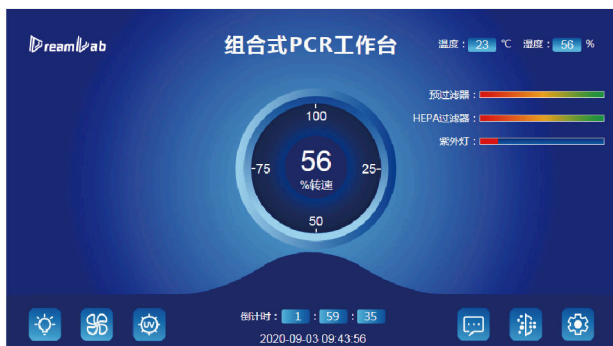 DreamLab
组合式PCR工作台
温度： 23 ℃ 湿度： 56 %
预过滤器：
HEPA过滤器：
紫外灯：
100
75
56
25
%转速
50
UV
倒计时： 1 : 59 : 35
2020-09-03 09:43:56